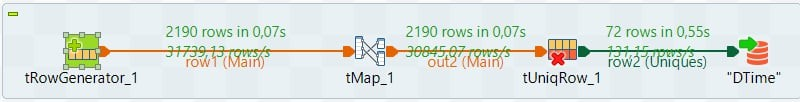 2190 rows in 0,07s
31739,13 rows/s
row1 (Main)
2190 rows in 0,07s
30845,07 rows/s
out2 (Main)
72 rows in 0,55s
131,15 rows/s
row2 (Uniques)
tRowGenerator_1
tMap_1
tUniqRow_1
"DTime"